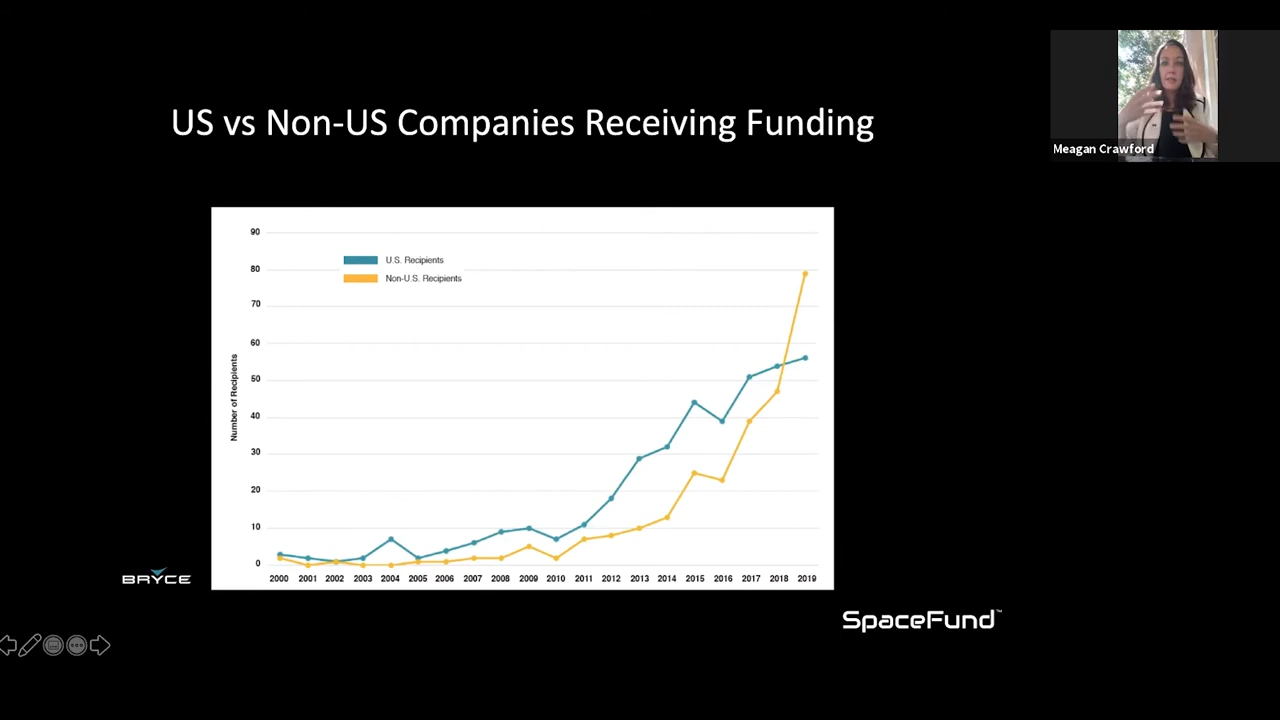 US vs Non-US Companies Receiving Funding
Meagan Crawford
90
80
70
60
50
40
30
20
10
0
Number of Recipients
U.S. Recipients
Non-U.S. Recipients
2000 2001 2002 2003 2004 2005 2006 2007 2008 2009 2010 2011 2012 2013 2014 2015 2016 2017 2018 2019
BRYCE
SpaceFund™